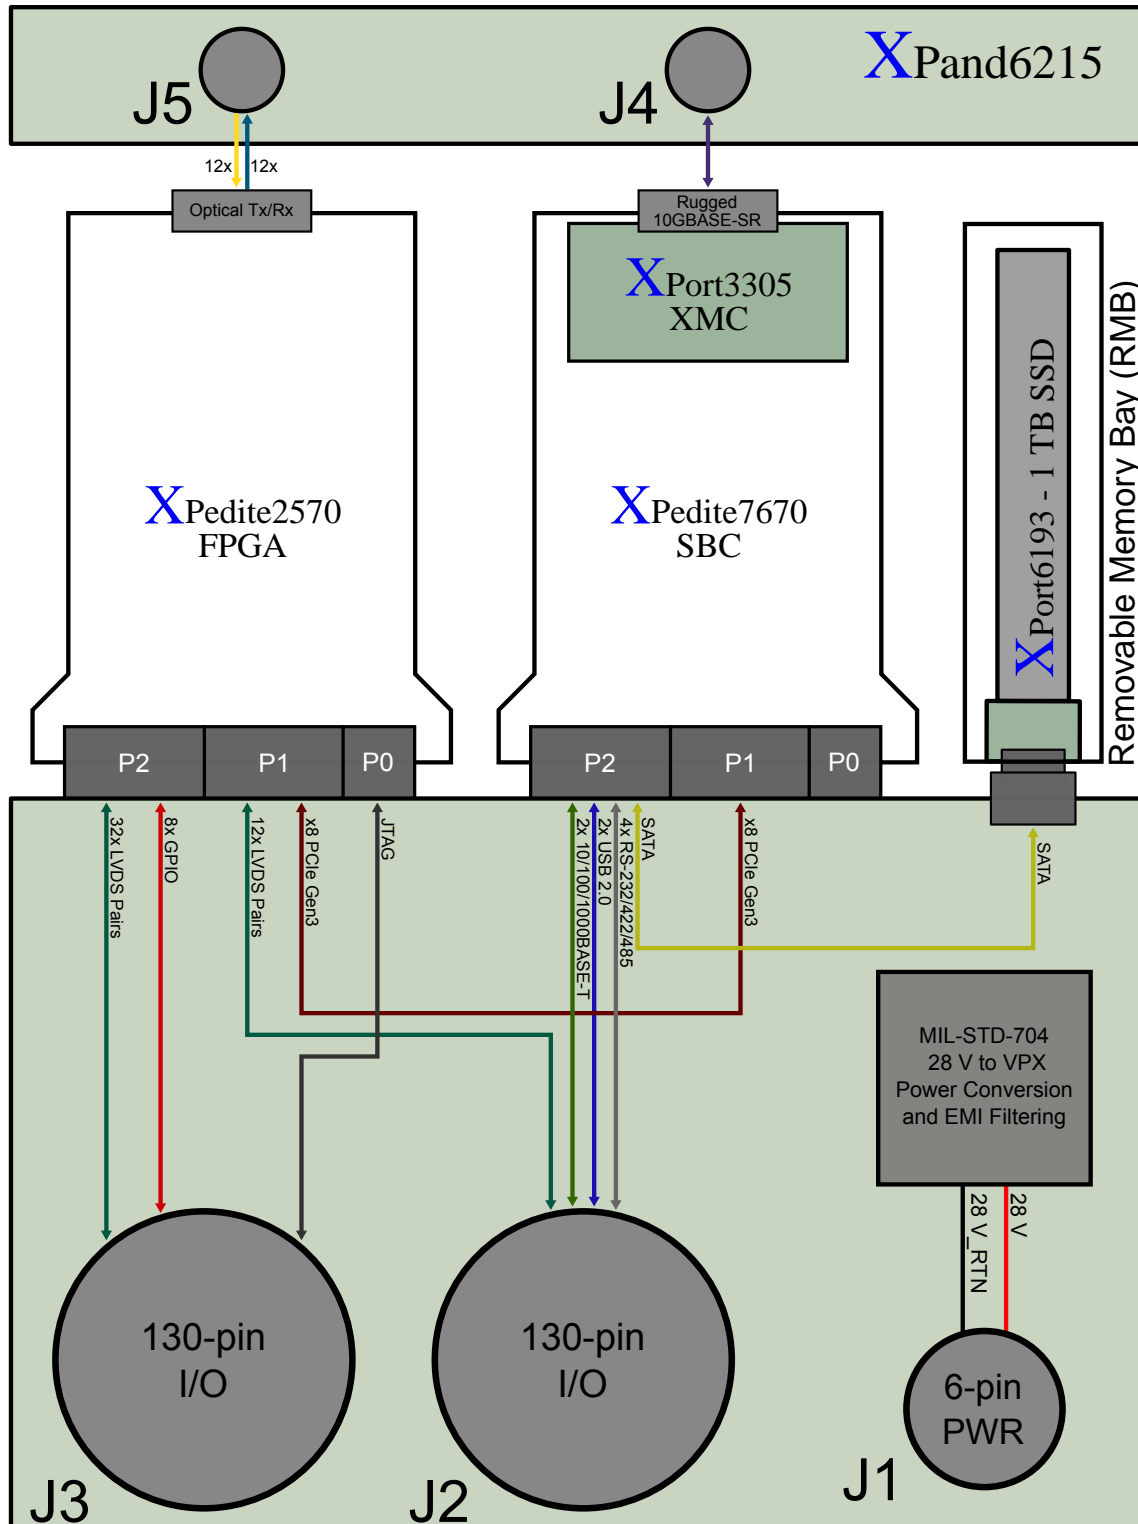 XPand6215
J5
J4
12x
12x
Optical Tx/Rx
Rugged
10GBASE-SR
XPort3305
XMC
XPedite2570
FPGA
XPedite7670
SBC
XPort6193 - 1 TB SSD
Removable Memory Bay (RMB)
P2
P1
P0
P2
P1
P0
32x LVDS Pairs
8x GPIO
12x LVDS Pairs
x8 PCIe Gen3
JTAG
2x 10/100/1000BASE-T
2x USB 2.0
4x RS-232/422/485
SATA
x8 PCIe Gen3
SATA
MIL-STD-704
28 V to VPX
Power Conversion
and EMI Filtering
28 V_RTN
28 V
130-pin
I/O
130-pin
I/O
6-pin
PWR
J3
J2
J1